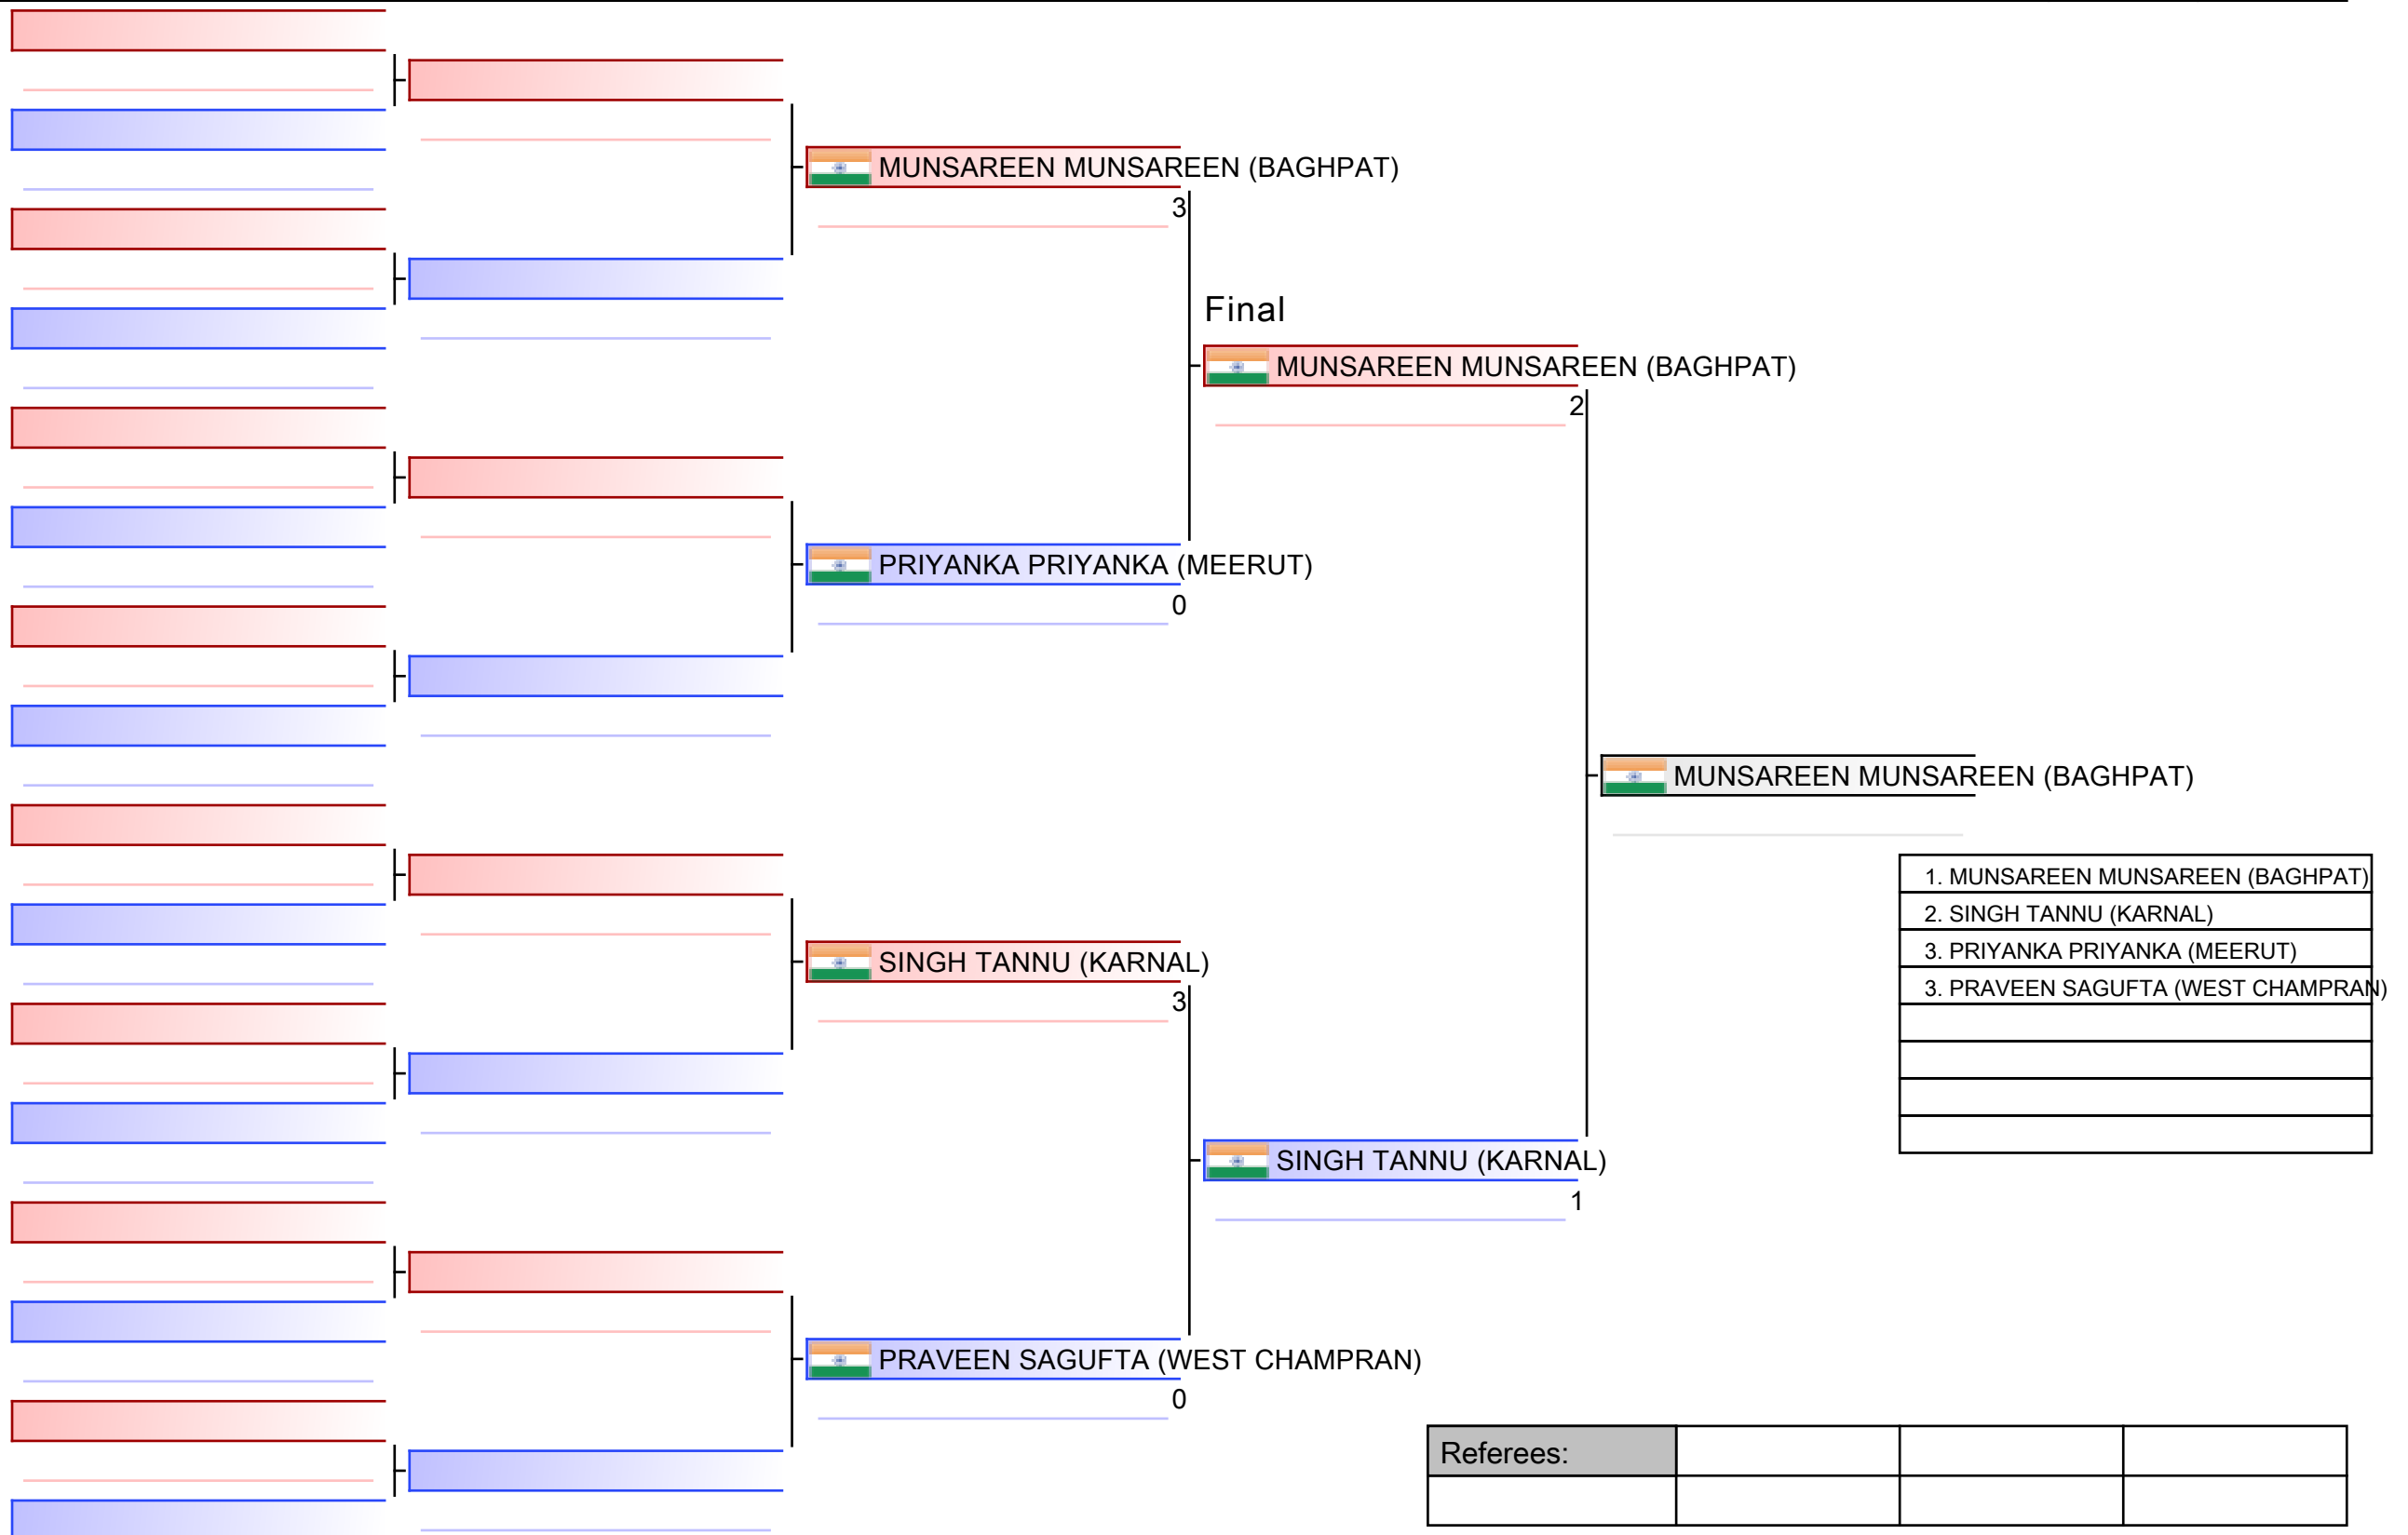 MUNSAREEN MUNSAREEN (BAGHPAT)
3
Final
MUNSAREEN MUNSAREEN (BAGHPAT)
2
PRIYANKA PRIYANKA (MEERUT)
0
MUNSAREEN MUNSAREEN (BAGHPAT)
1. MUNSAREEN MUNSAREEN (BAGHPAT)
2. SINGH TANNU (KARNAL)
3. PRIYANKA PRIYANKA (MEERUT)
3. PRAVEEN SAGUFTA (WEST CHAMPRAN)
SINGH TANNU (KARNAL)
3
SINGH TANNU (KARNAL)
1
PRAVEEN SAGUFTA (WEST CHAMPRAN)
0
Referees: